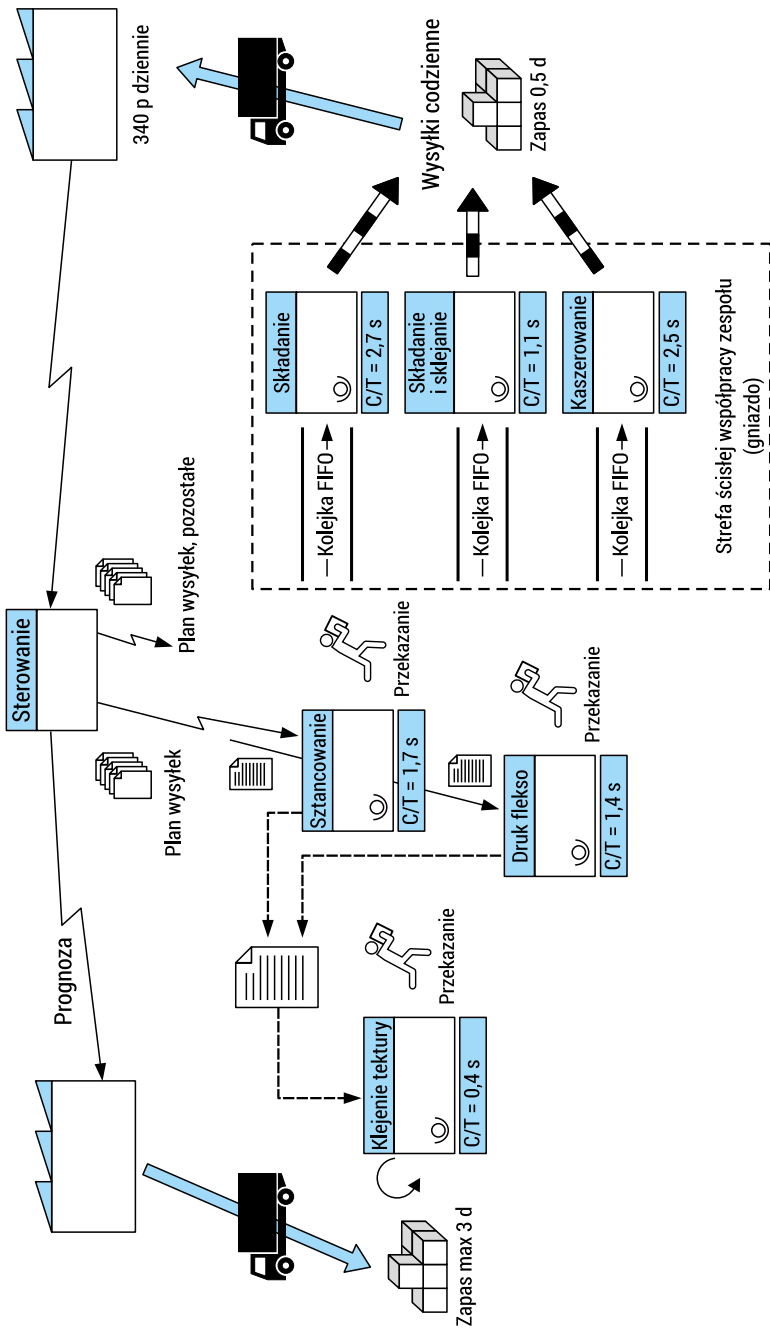 Prognoza
Sterowanie
340 p dziennie
Plan wysyłek
Plan wysyłek, pozostałe
Wysyłki codzienne
Zapas max 3 d
Klejenie tektury
C/T = 0,4 s
Przekazanie
Sztancowanie
C/T = 1,7 s
Przekazanie
Druk flekso
C/T = 1,4 s
Przekazanie
Kolejka FIFO
Składanie
C/T = 2,7 s
Kolejka FIFO
Składanie
i sklejanie
C/T = 1,1 s
Kolejka FIFO
Kaszerowanie
C/T = 2,5 s
Zapas 0,5 d
Strefa ścisłej współpracy zespołu
(gniazdo)